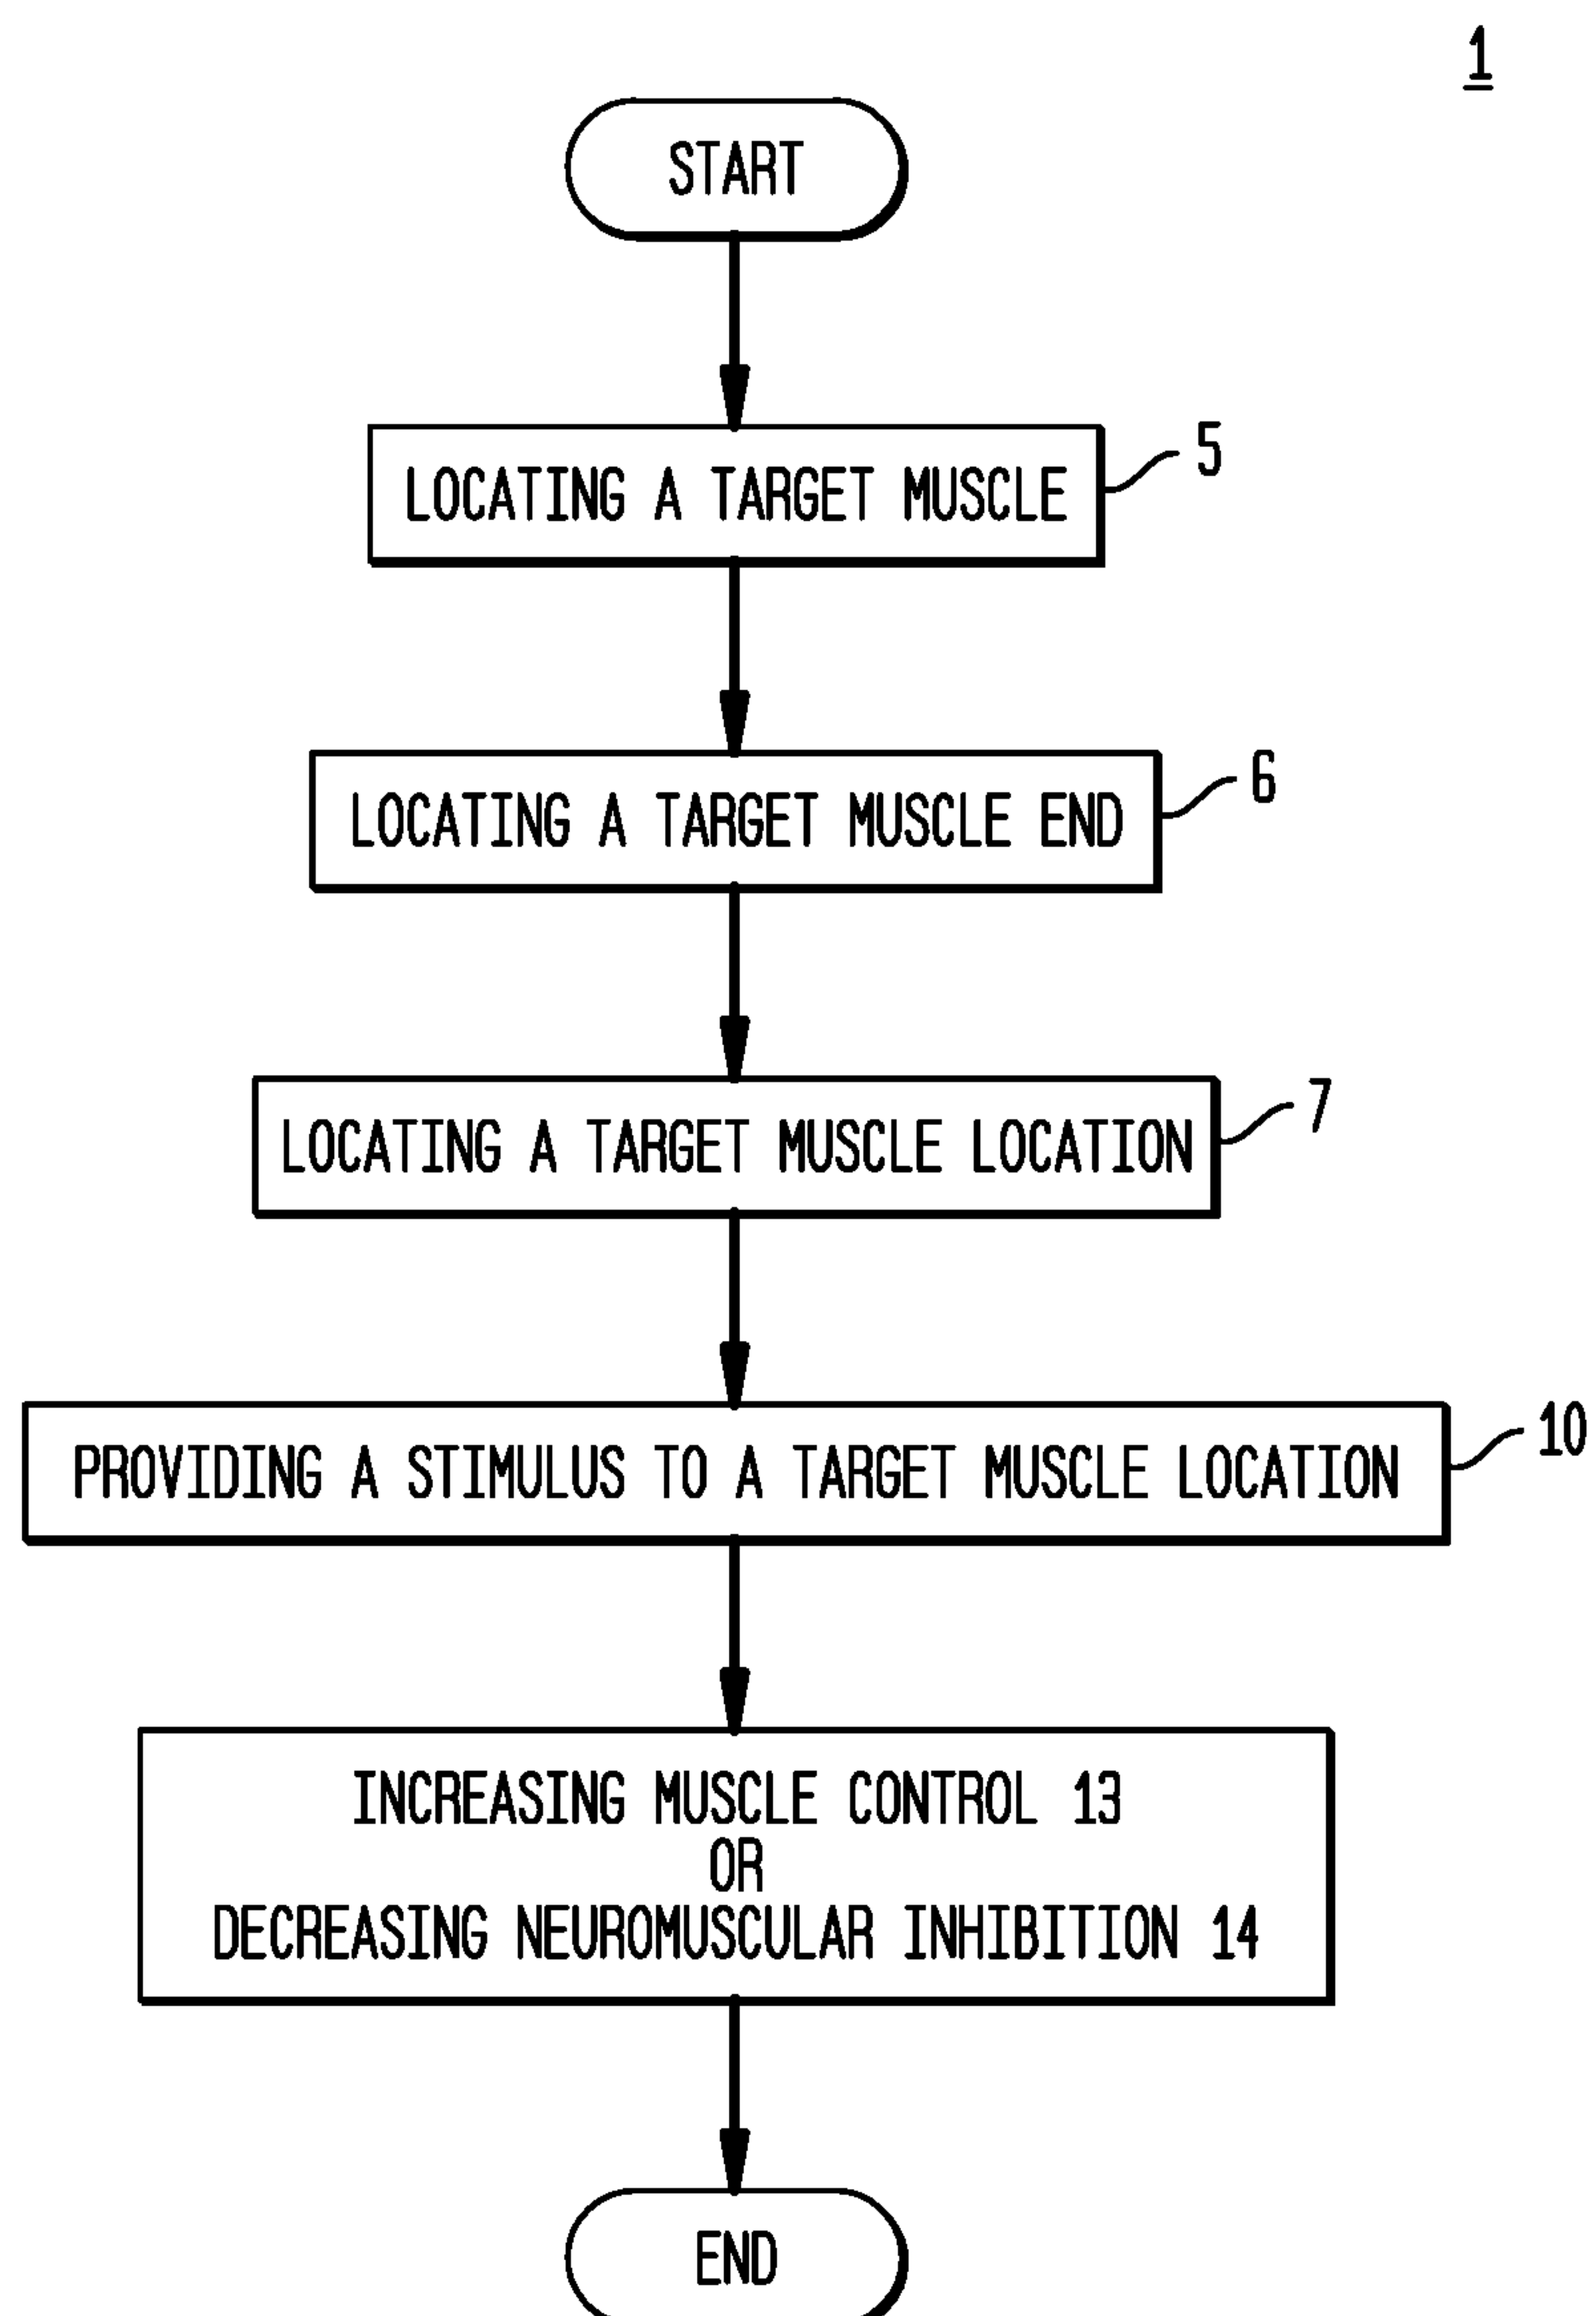 1
START
LOCATING A TARGET MUSCLE
5
LOCATING A TARGET MUSCLE END
6
LOCATING A TARGET MUSCLE LOCATION
7
PROVIDING A STIMULUS TO A TARGET MUSCLE LOCATION
10
INCREASING MUSCLE CONTROL 13
OR
DECREASING NEUROMUSCULAR INHIBITION 14
END